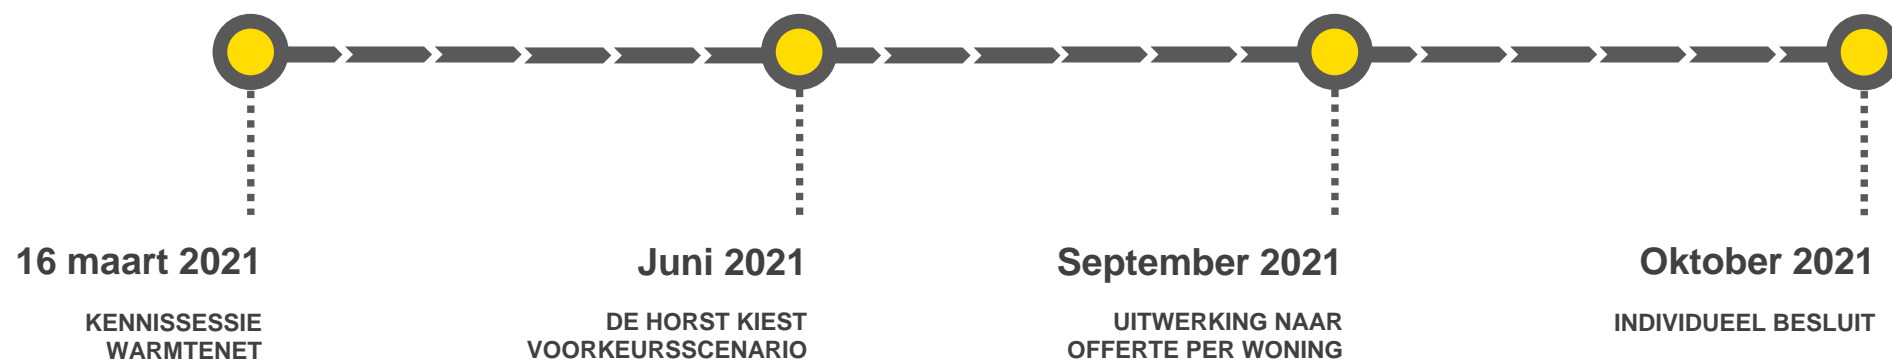 16 maart 2021
KENNISSESSIE
WARMTENET
Juni 2021
DE HORST KIEST
VOORKEURSSCENARIO
September 2021
UITWERKING NAAR
OFFERTE PER WONING
Oktober 2021
INDIVIDUEEL BESLUIT